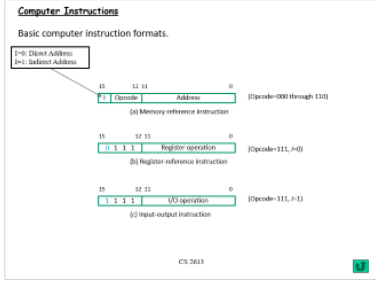 Computer Instructions
Basic computer instruction formats.
I=0: Direct Address
I=1: Indirect Address
15 12 11 0
I Opcode Address (Opcode=000 through 110)
(a) Memory-reference instruction
15 12 11 0
0 1 1 1 Register operation (Opcode=111, I=0)
(b) Register-reference instruction
15 12 11 0
1 1 1 1 I/O operation (Opcode=111, I=1)
(c) Input-output instruction
CS 2613